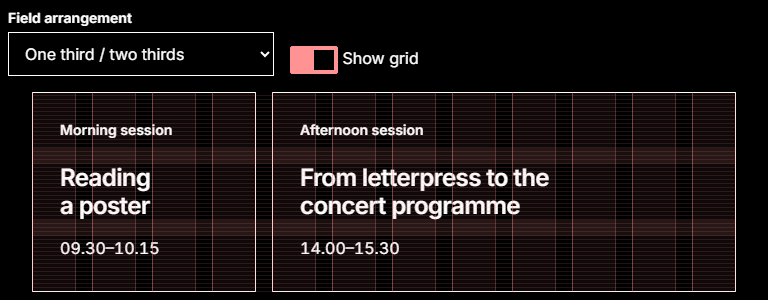 Field arrangement
One third / two thirds
Show grid
Morning session
Reading
a poster
09.30–10.15
Afternoon session
From letterpress to the
concert programme
14.00–15.30